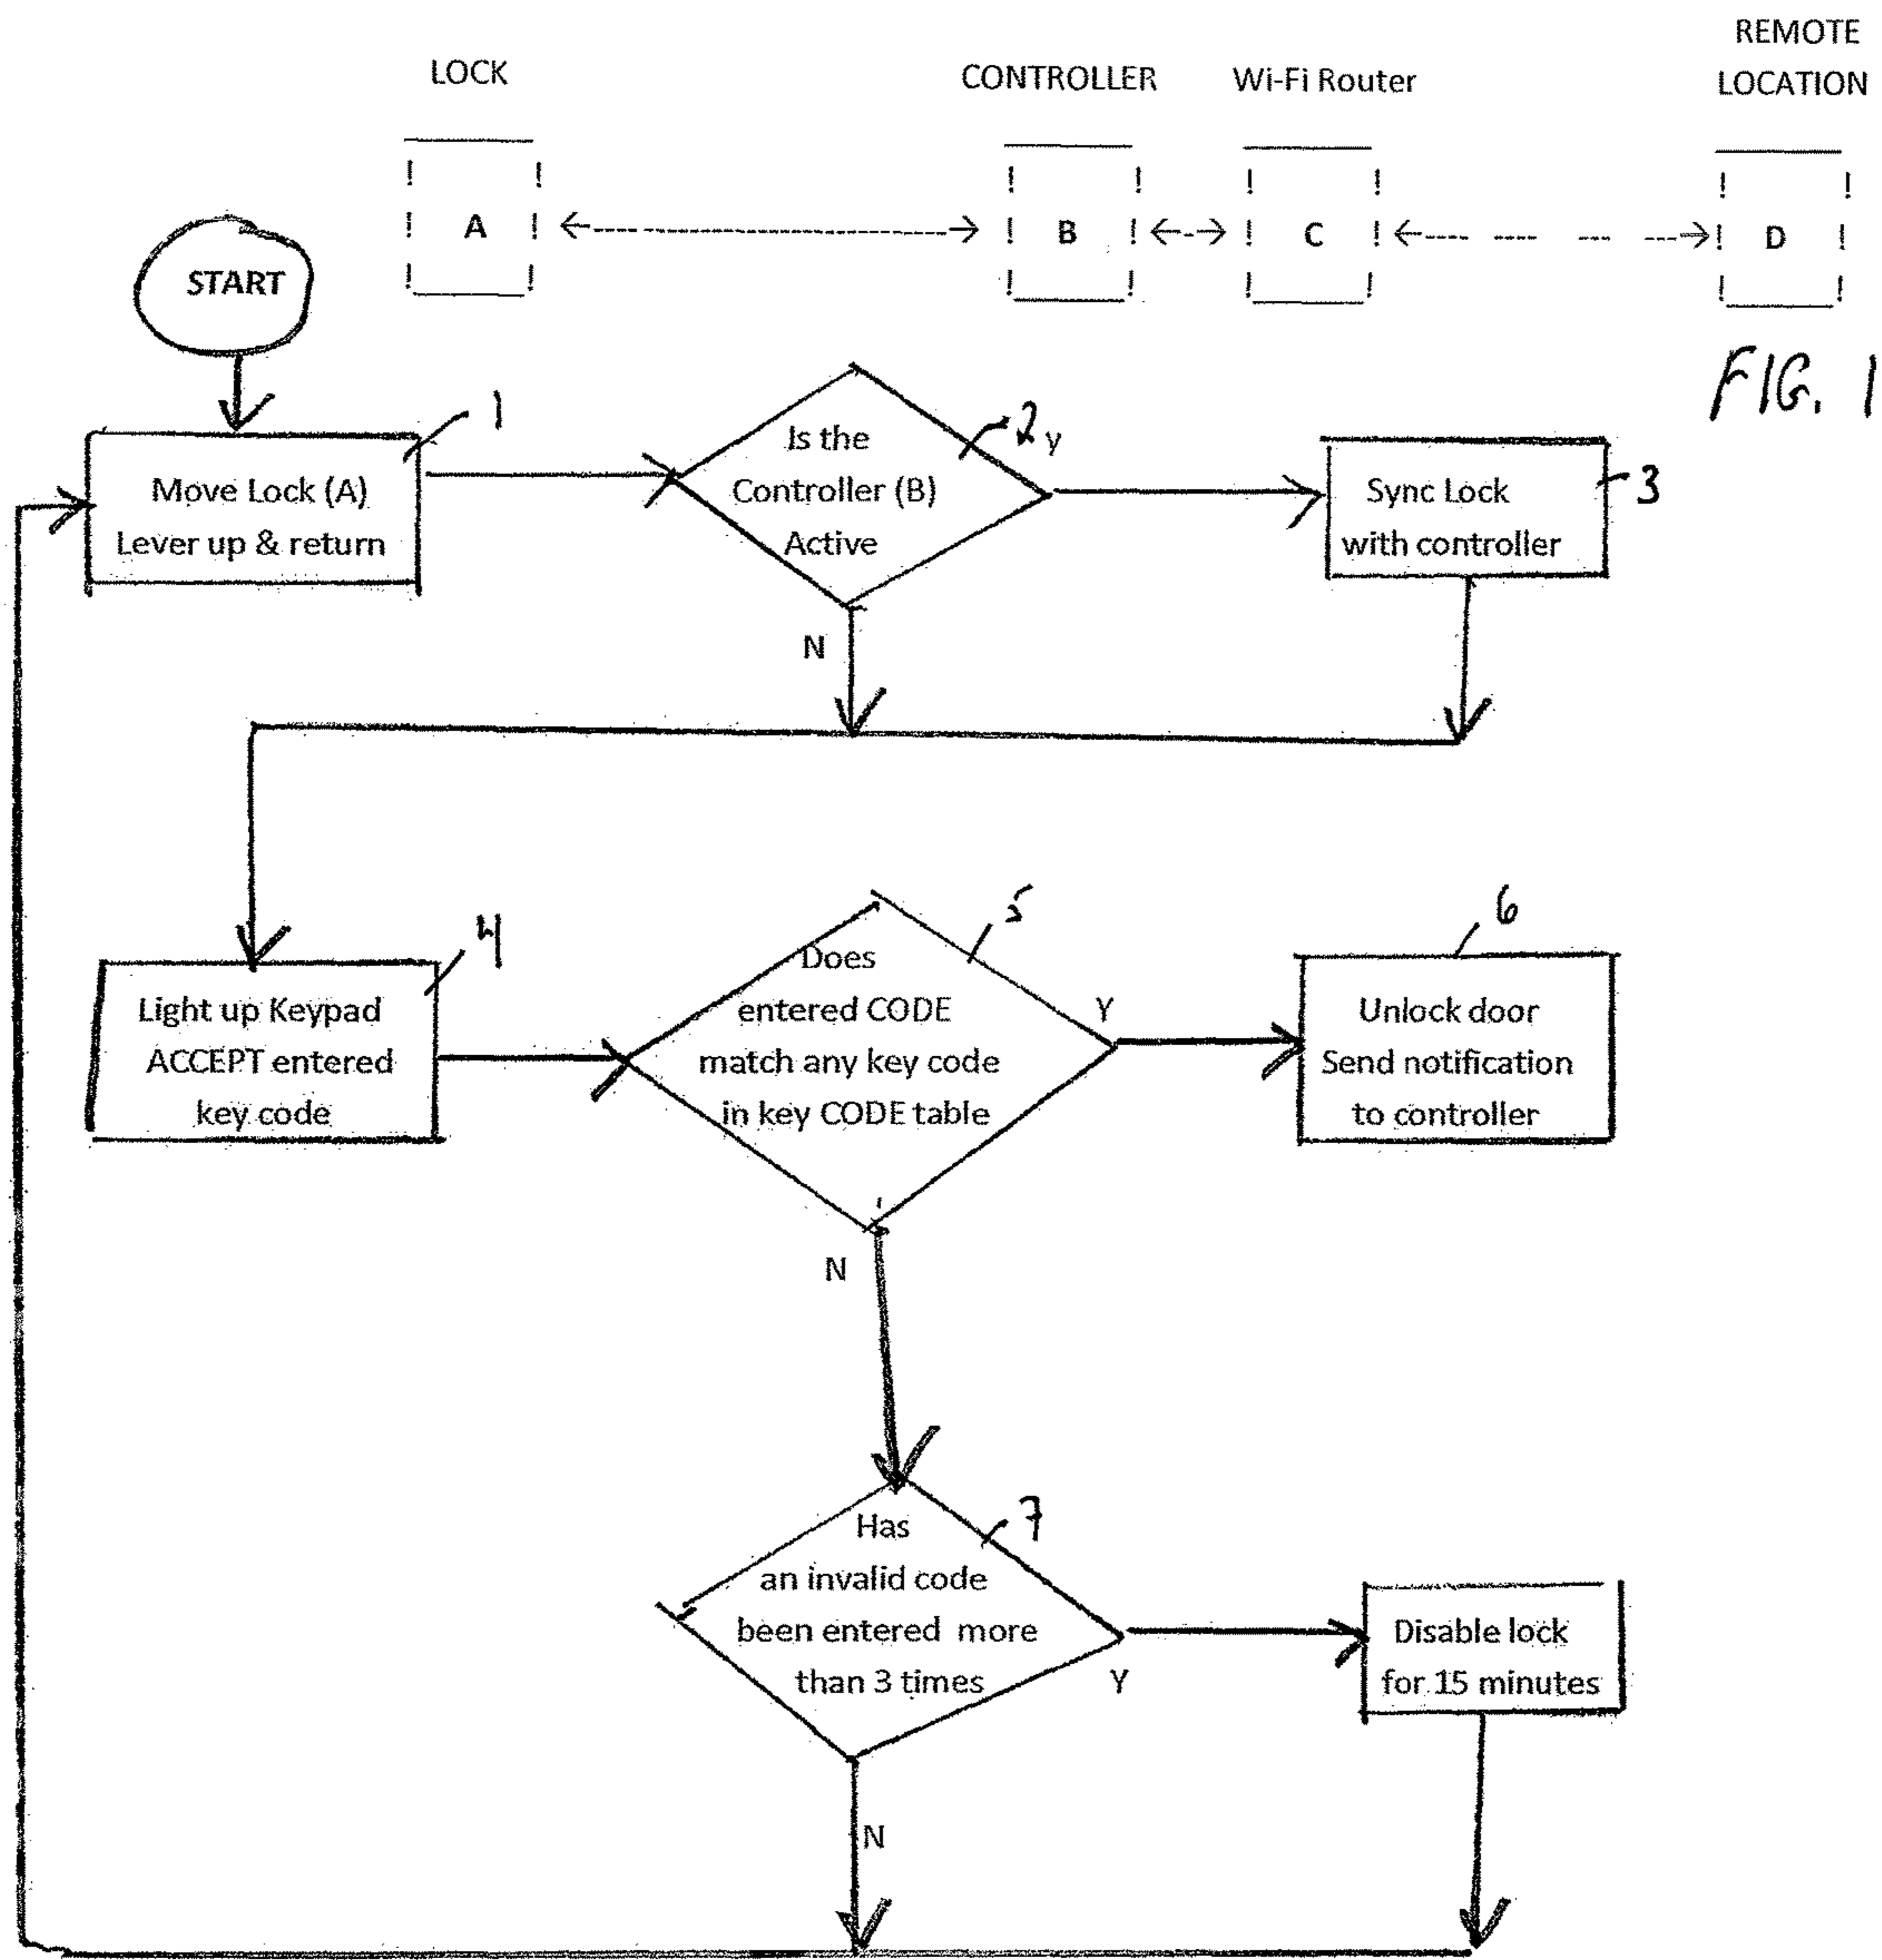 REMOTE
LOCK
CONTROLLER
Wi-Fi Router
LOCATION
A
B
C
D
START
FIG. 1
1
Move Lock (A)
Lever up & return
2
Is the
Controller (B)
Active
y
N
3
Sync Lock
with controller
4
Light up Keypad
ACCEPT entered
key code
5
Does
entered CODE
match any key code
in key CODE table
Y
N
6
Unlock door
Send notification
to controller
7
Has
an invalid code
been entered more
than 3 times
Y
N
Disable lock
for 15 minutes